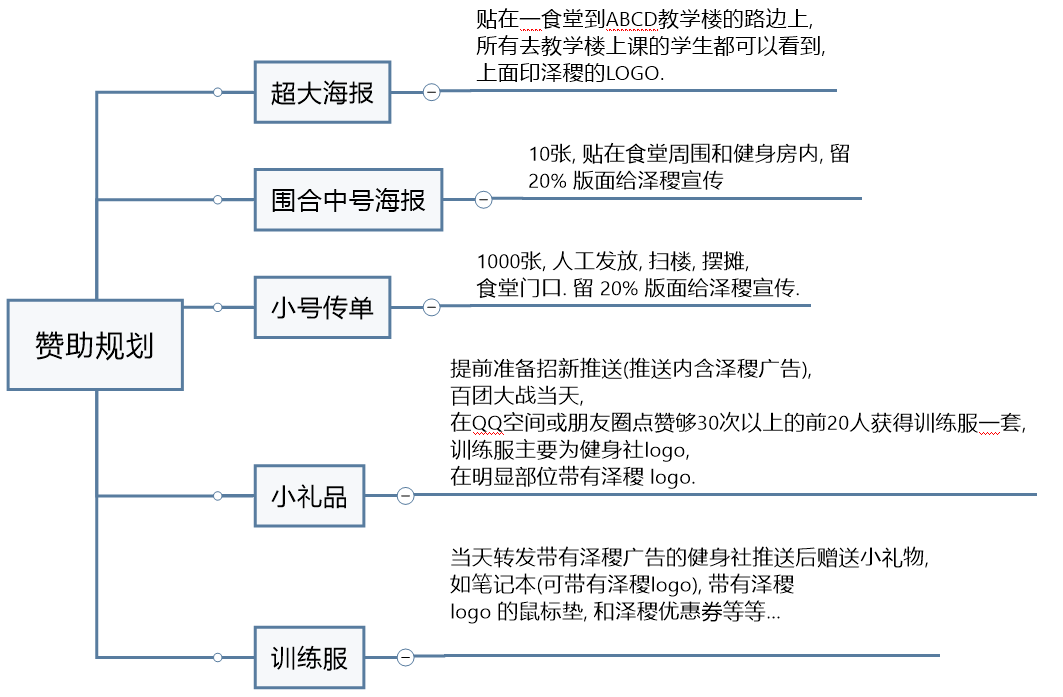 贴在一食堂到ABCD教学楼的路边上,
所有去教学楼上课的学生都可以看到,
上面印泽稷的LOGO.
超大海报
10张, 贴在食堂周围和健身房内, 留
20% 版面给泽稷宣传
围合中号海报
1000张, 人工发放, 扫楼, 摆摊,
食堂门口. 留 20% 版面给泽稷宣传.
小号传单
赞助规划
提前准备招新推送(推送内含泽稷广告),
百团大战当天,
在QQ空间或朋友圈点赞够30次以上的前20人获得训练服一套,
训练服主要为健身社logo,
在明显部位带有泽稷 logo.
小礼品
当天转发带有泽稷广告的健身社推送后赠送小礼物,
如笔记本(可带有泽稷logo), 带有泽稷
logo 的鼠标垫, 和泽稷优惠券等等...
训练服